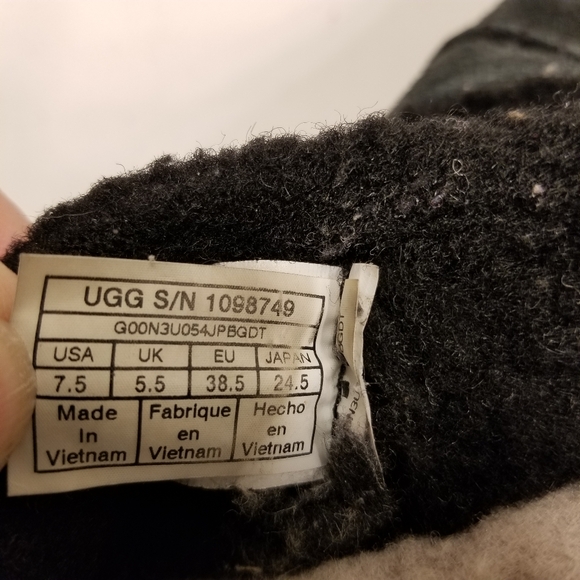 UGG S/N 1098749
G00N3U054JPBGDT
USA UK EU JAPAN
7.5 5.5 38.5 24.5
Made In Vietnam
Fabrique en Vietnam
Hecho en Vietnam